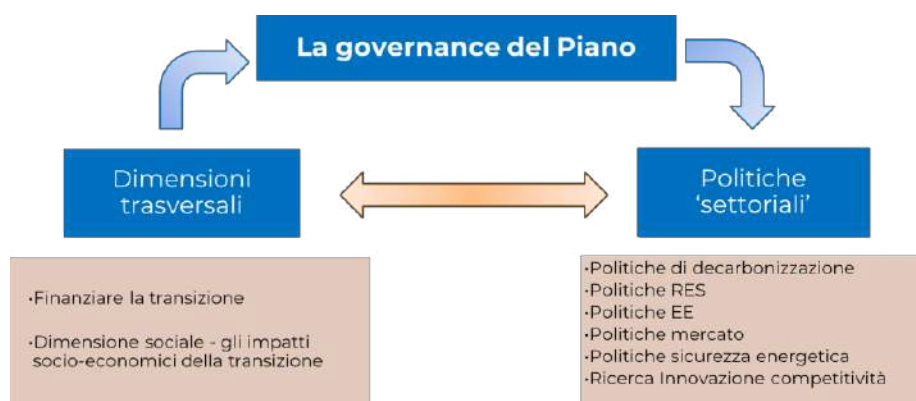 La governance del Piano
Dimensioni
trasversali
Politiche
‘settoriali’
•Finanziare la transizione
•Dimensione sociale - gli impatti
socio-economici della transizione
•Politiche di decarbonizzazione
•Politiche RES
•Politiche EE
•Politiche mercato
•Politiche sicurezza energetica
•Ricerca Innovazione competitività